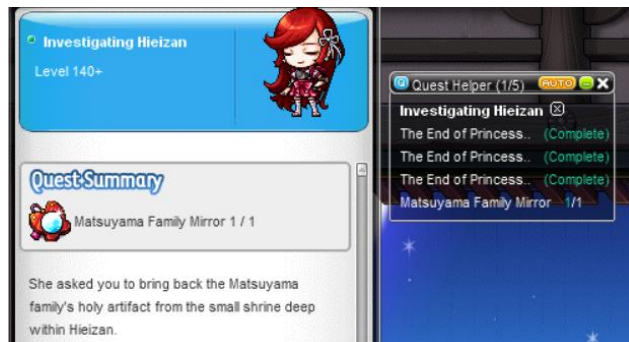 Investigating Hieizan
Level 140+
Quest Summary
Matsuyama Family Mirror 1 / 1
She asked you to bring back the Matsuyama
family's holy artifact from the small shrine deep
within Hieizan.
Quest Helper (1/5) AUTO
Investigating Hieizan
The End of Princess.. (Complete)
The End of Princess.. (Complete)
The End of Princess.. (Complete)
Matsuyama Family Mirror 1/1